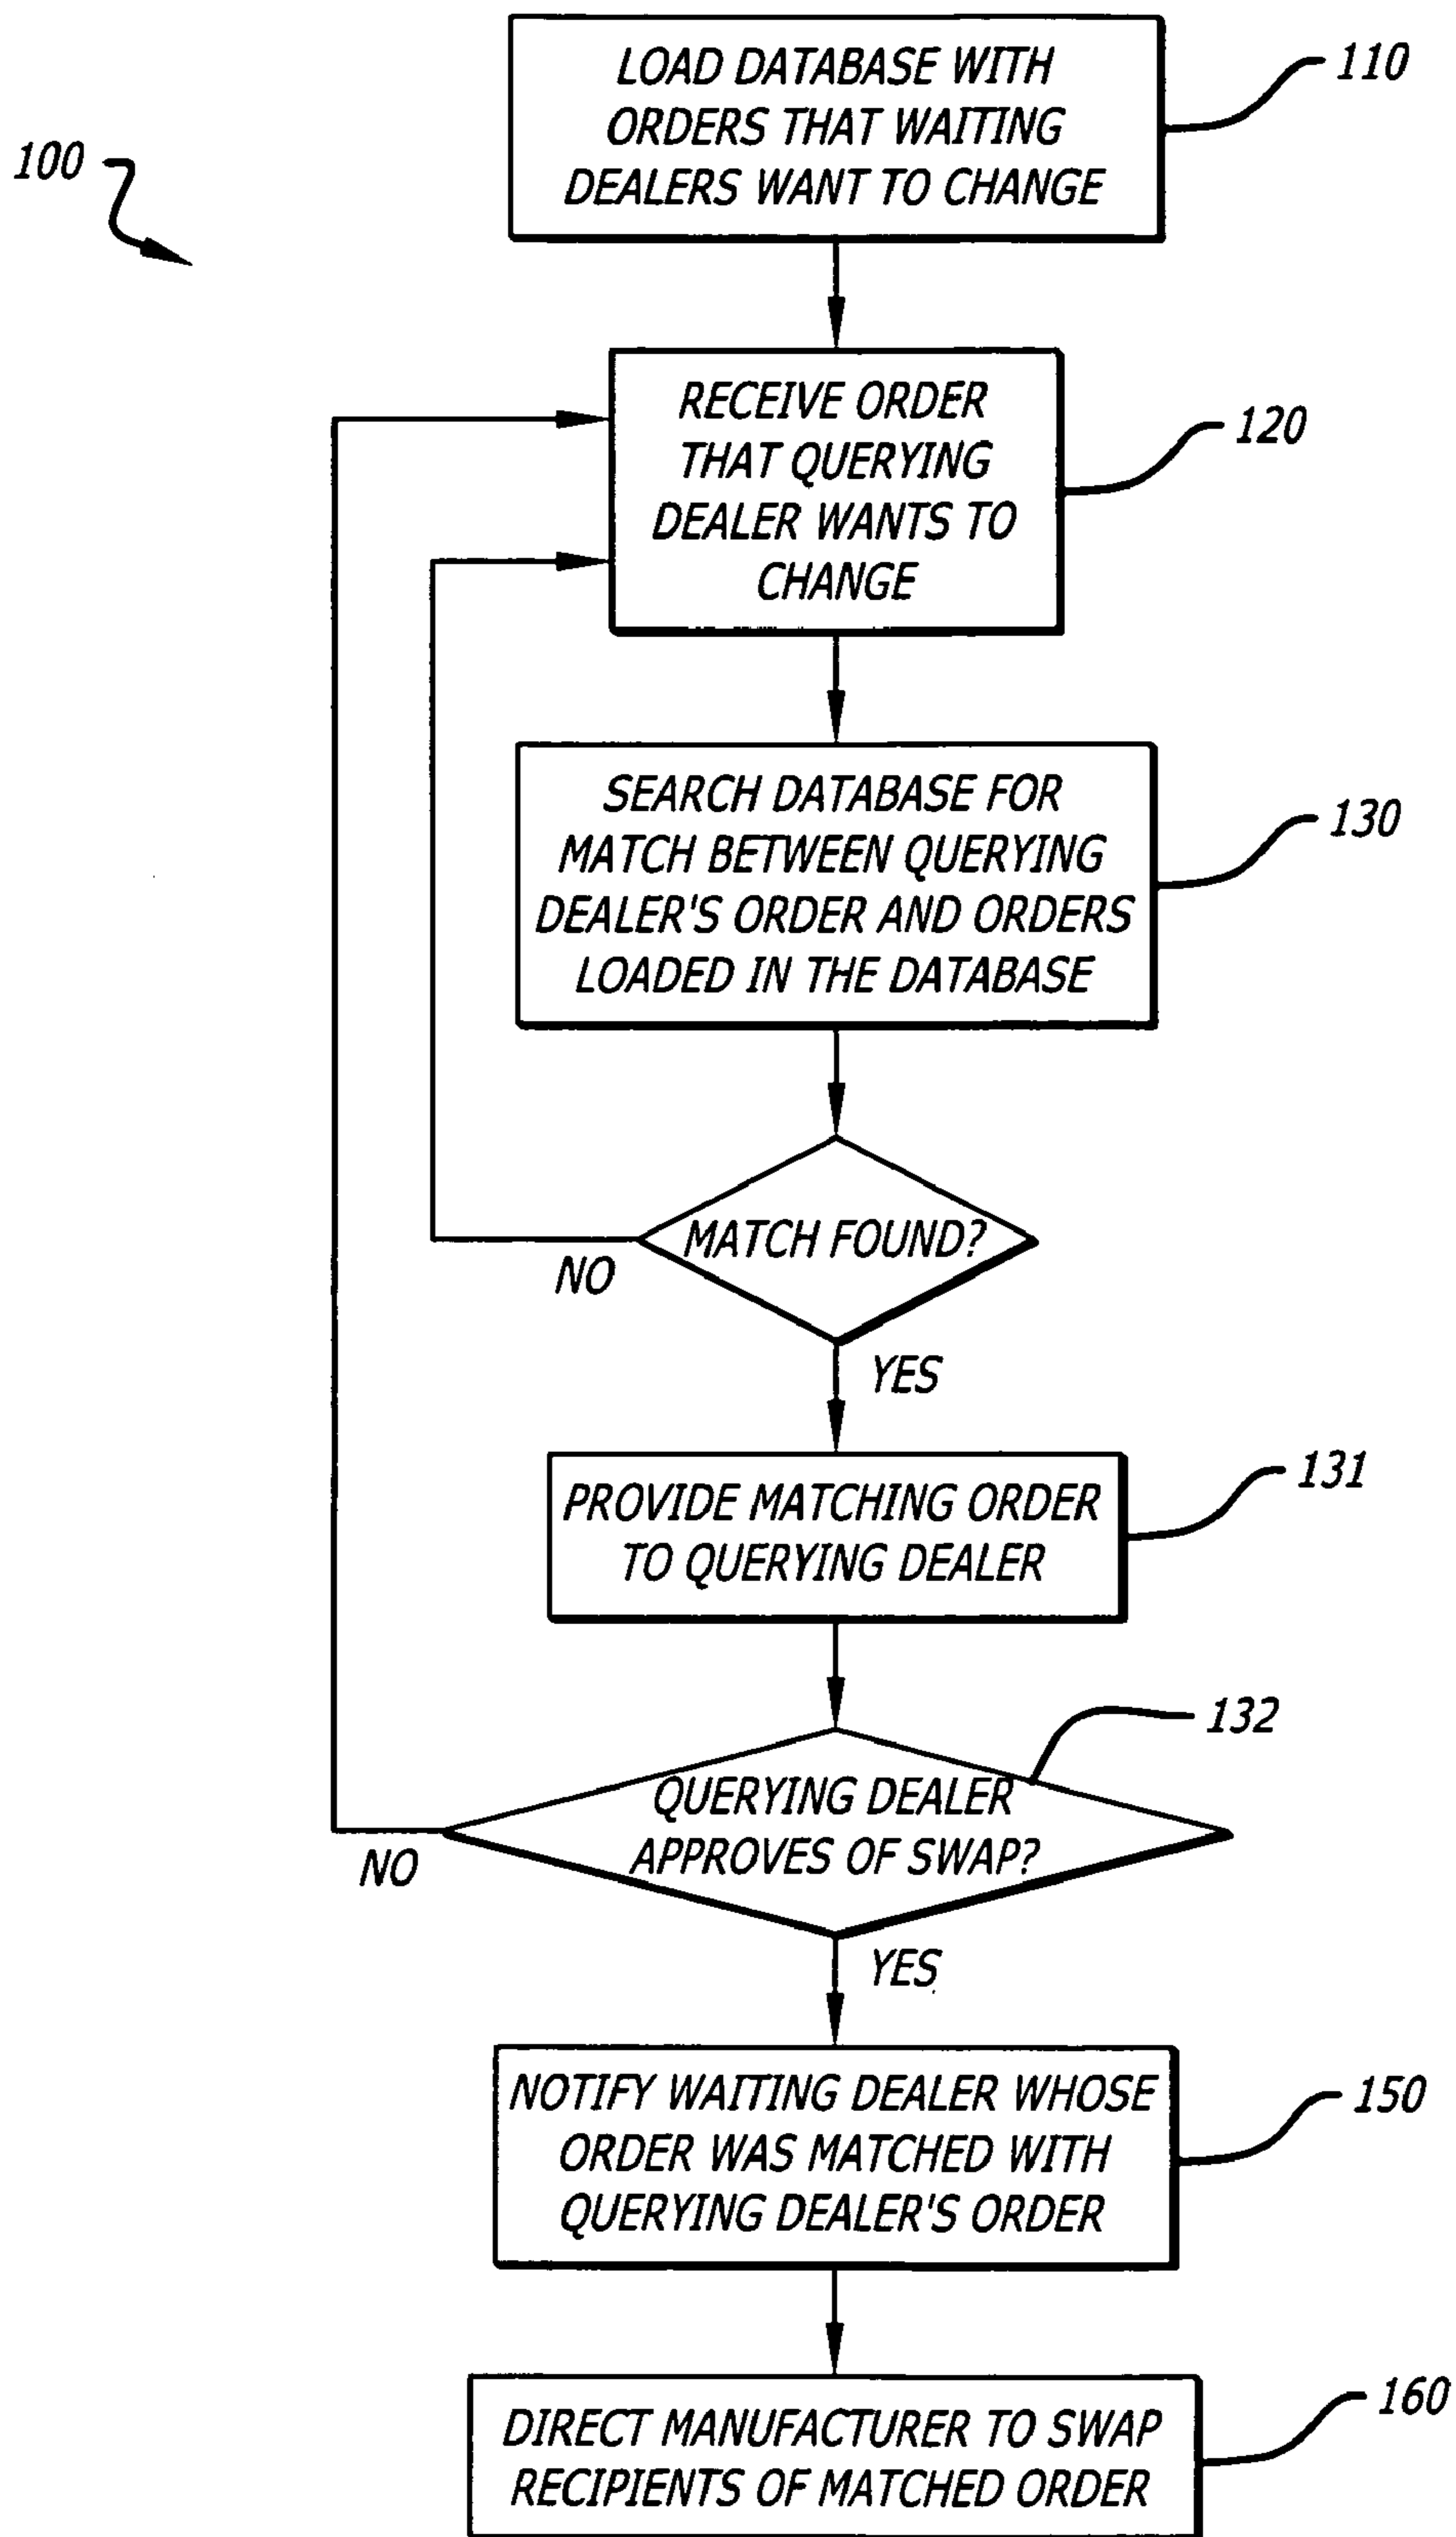 100
LOAD DATABASE WITH
ORDERS THAT WAITING
DEALERS WANT TO CHANGE
110
RECEIVE ORDER
THAT QUERYING
DEALER WANTS TO
CHANGE
120
SEARCH DATABASE FOR
MATCH BETWEEN QUERYING
DEALER'S ORDER AND ORDERS
LOADED IN THE DATABASE
130
MATCH FOUND?
NO
YES
PROVIDE MATCHING ORDER
TO QUERYING DEALER
131
132
QUERYING DEALER
APPROVES OF SWAP?
NO
YES
NOTIFY WAITING DEALER WHOSE
ORDER WAS MATCHED WITH
QUERYING DEALER'S ORDER
150
DIRECT MANUFACTURER TO SWAP
RECIPIENTS OF MATCHED ORDER
160